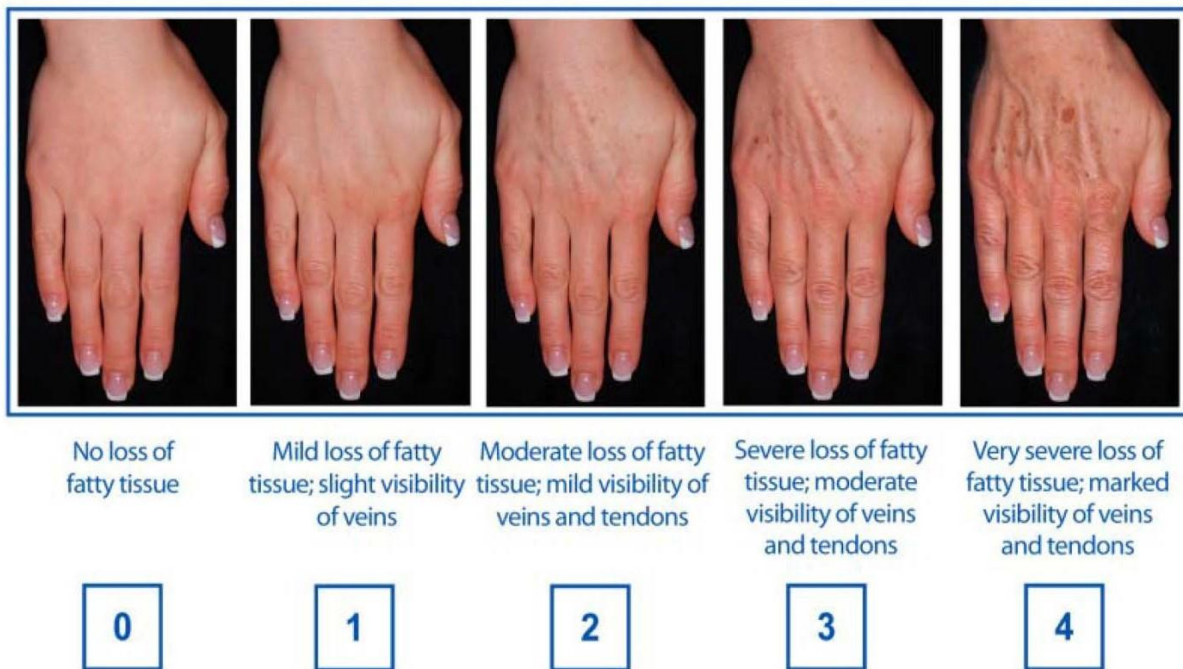 No loss of
fatty tissue
Mild loss of fatty
tissue; slight visibility
of veins
Moderate loss of fatty
tissue; mild visibility of
veins and tendons
Severe loss of fatty
tissue; moderate
visibility of veins
and tendons
Very severe loss of
fatty tissue; marked
visibility of veins
and tendons
0
1
2
3
4